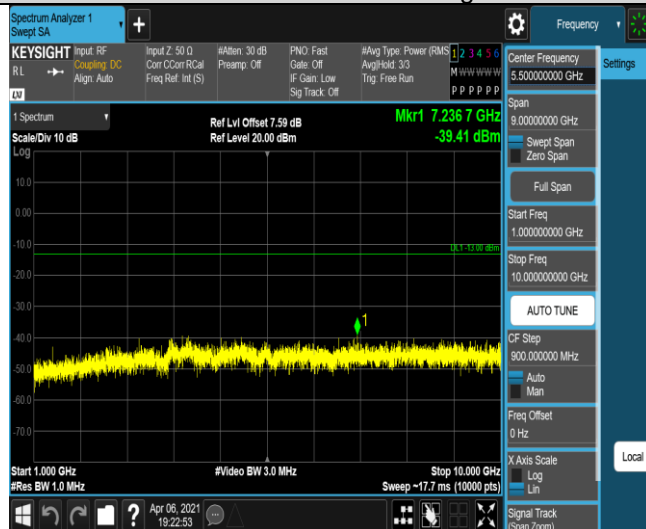 Spectrum Analyzer 1
Swept SA
Frequency
KEYSIGHT
RL
LXI
Input: RF
Coupling: DC
Align: Auto
Input Z: 50 Ω
Corr CCorr RCal
Freq Ref: Int (S)
#Atten: 30 dB
Preamp: Off
PNO: Fast
Gate: Off
IF Gain: Low
Sig Track: Off
#Avg Type: Power (RMS
Avg|Hold: 3/3
Trig: Free Run
1 2 3 4 5 6
M W W W W W
P P P P P P
1 Spectrum
Scale/Div 10 dB
Log
Ref Lvl Offset 7.59 dB
Ref Level 20.00 dBm
Mkr1 7.236 7 GHz
-39.41 dBm
10.0
0.00
-10.0
DL1 -13.00 dBm
-20.0
-30.0
1
-40.0
-50.0
-60.0
-70.0
Start 1.000 GHz
#Res BW 1.0 MHz
#Video BW 3.0 MHz
Stop 10.000 GHz
Sweep ~17.7 ms (10000 pts)
Apr 06, 2021
19:22:53
?
Center Frequency
5.500000000 GHz
Span
9.00000000 GHz
Swept Span
Zero Span
Full Span
Start Freq
1.000000000 GHz
Stop Freq
10.000000000 GHz
AUTO TUNE
CF Step
900.000000 MHz
Auto
Man
Freq Offset
0 Hz
X Axis Scale
Log
Lin
Signal Track
(Span Zoom)
Settings
Local